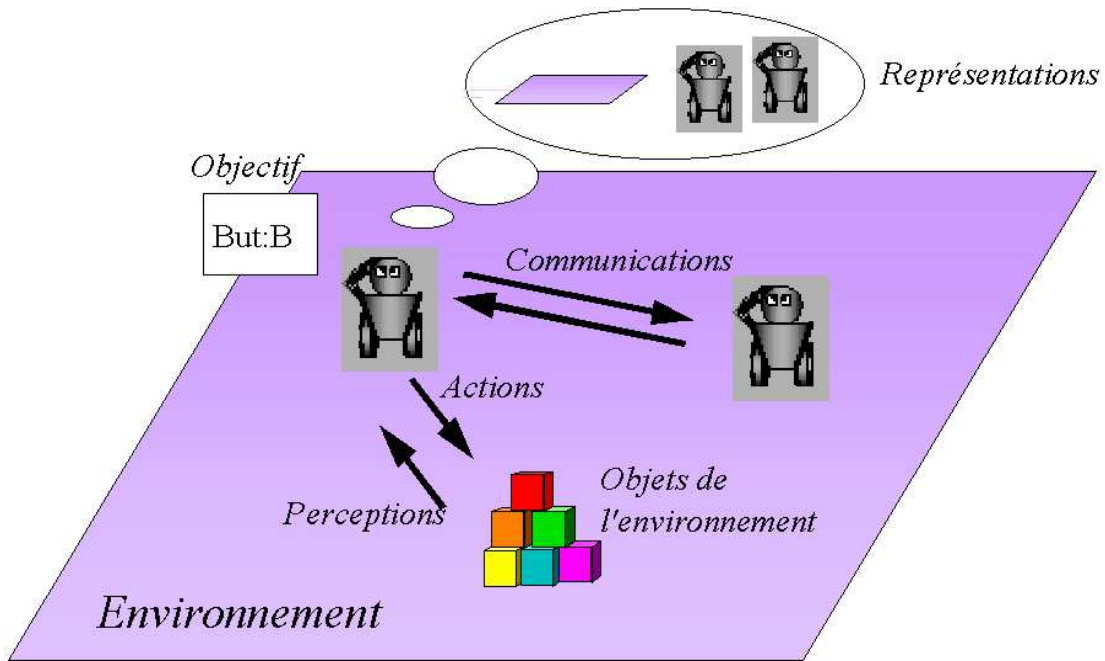 Représentations
Objectif
But:B
Communications
Actions
Perceptions
Objets de
l'environnement
Environnement